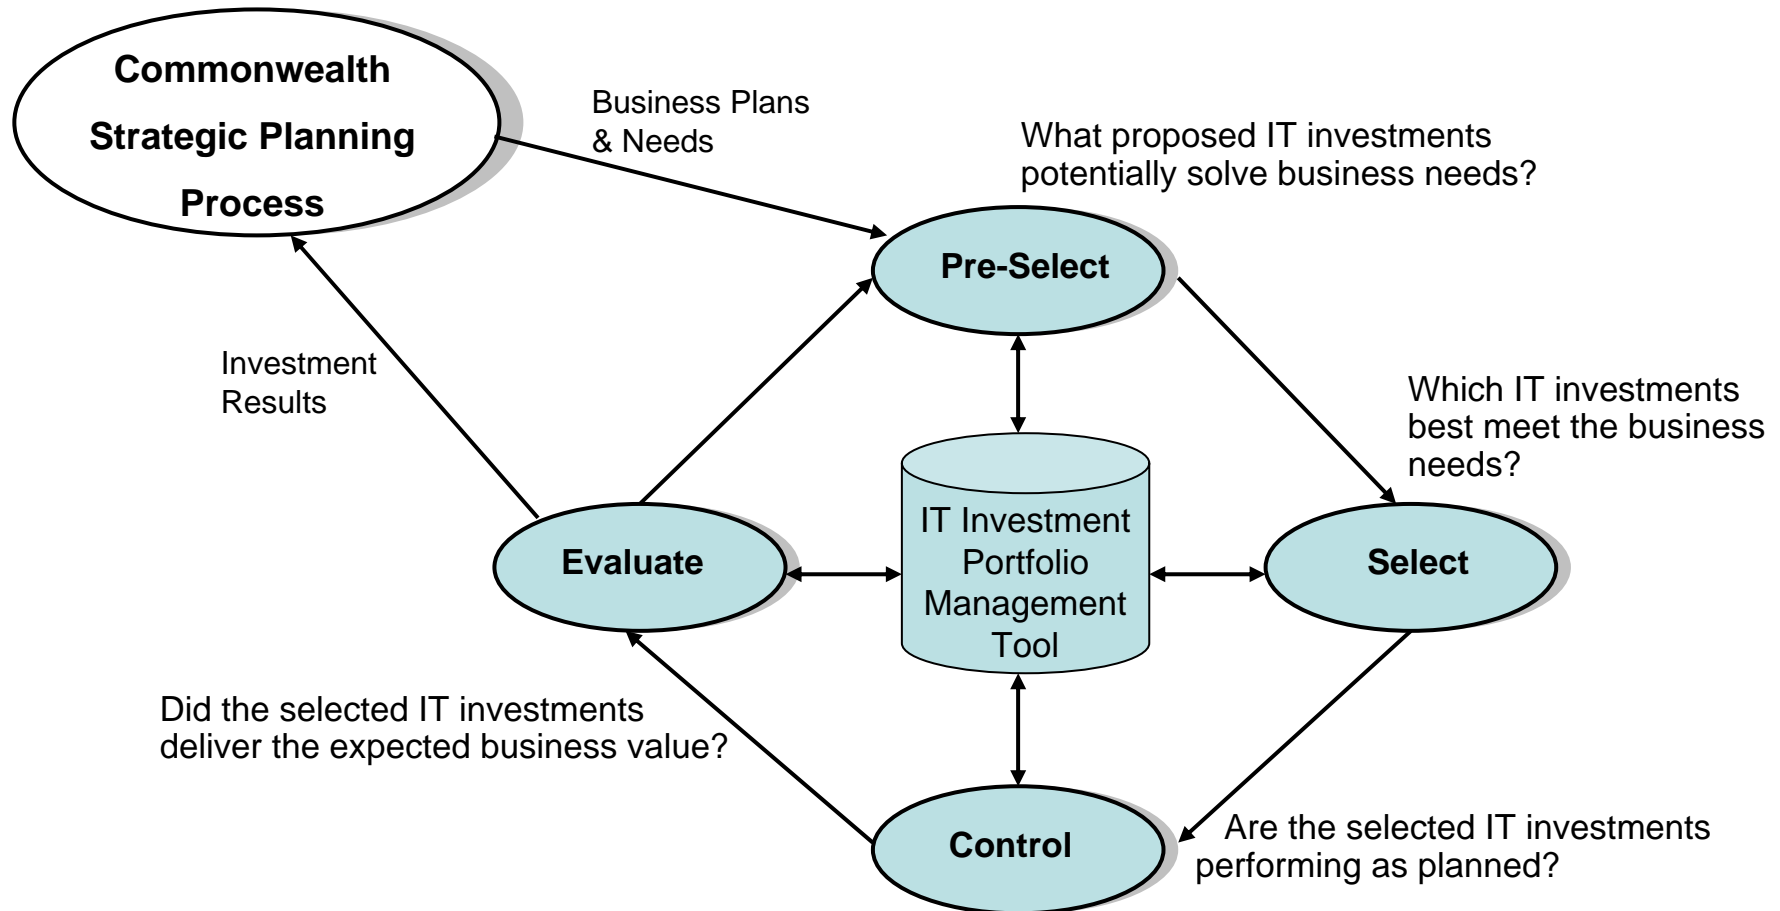 Commonwealth
Strategic Planning
Process
Business Plans
& Needs
What proposed IT investments
potentially solve business needs?
Pre-Select
Investment
Results
Which IT investments
best meet the business
needs?
IT Investment
Portfolio
Management
Tool
Evaluate
Select
Did the selected IT investments
deliver the expected business value?
Control
Are the selected IT investments
performing as planned?